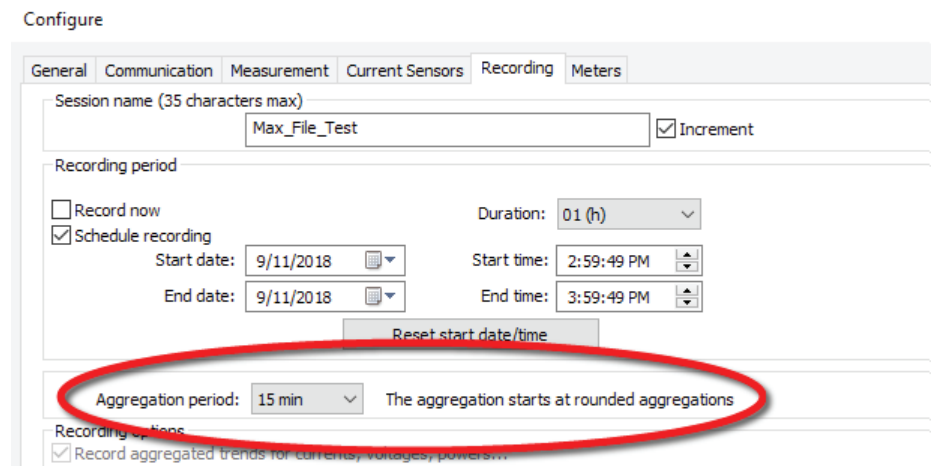 Configure
General Communication Measurement Current Sensors Recording Meters
Session name (35 characters max)
Max_File_Test Increment
Recording period
Record now Duration: 01 (h)
Schedule recording
Start date: 9/11/2018 Start time: 2:59:49 PM
End date: 9/11/2018 End time: 3:59:49 PM
Reset start date/time
Aggregation period: 15 min The aggregation starts at rounded aggregations
Recording options
Record aggregated trends for currents, voltages, powers...